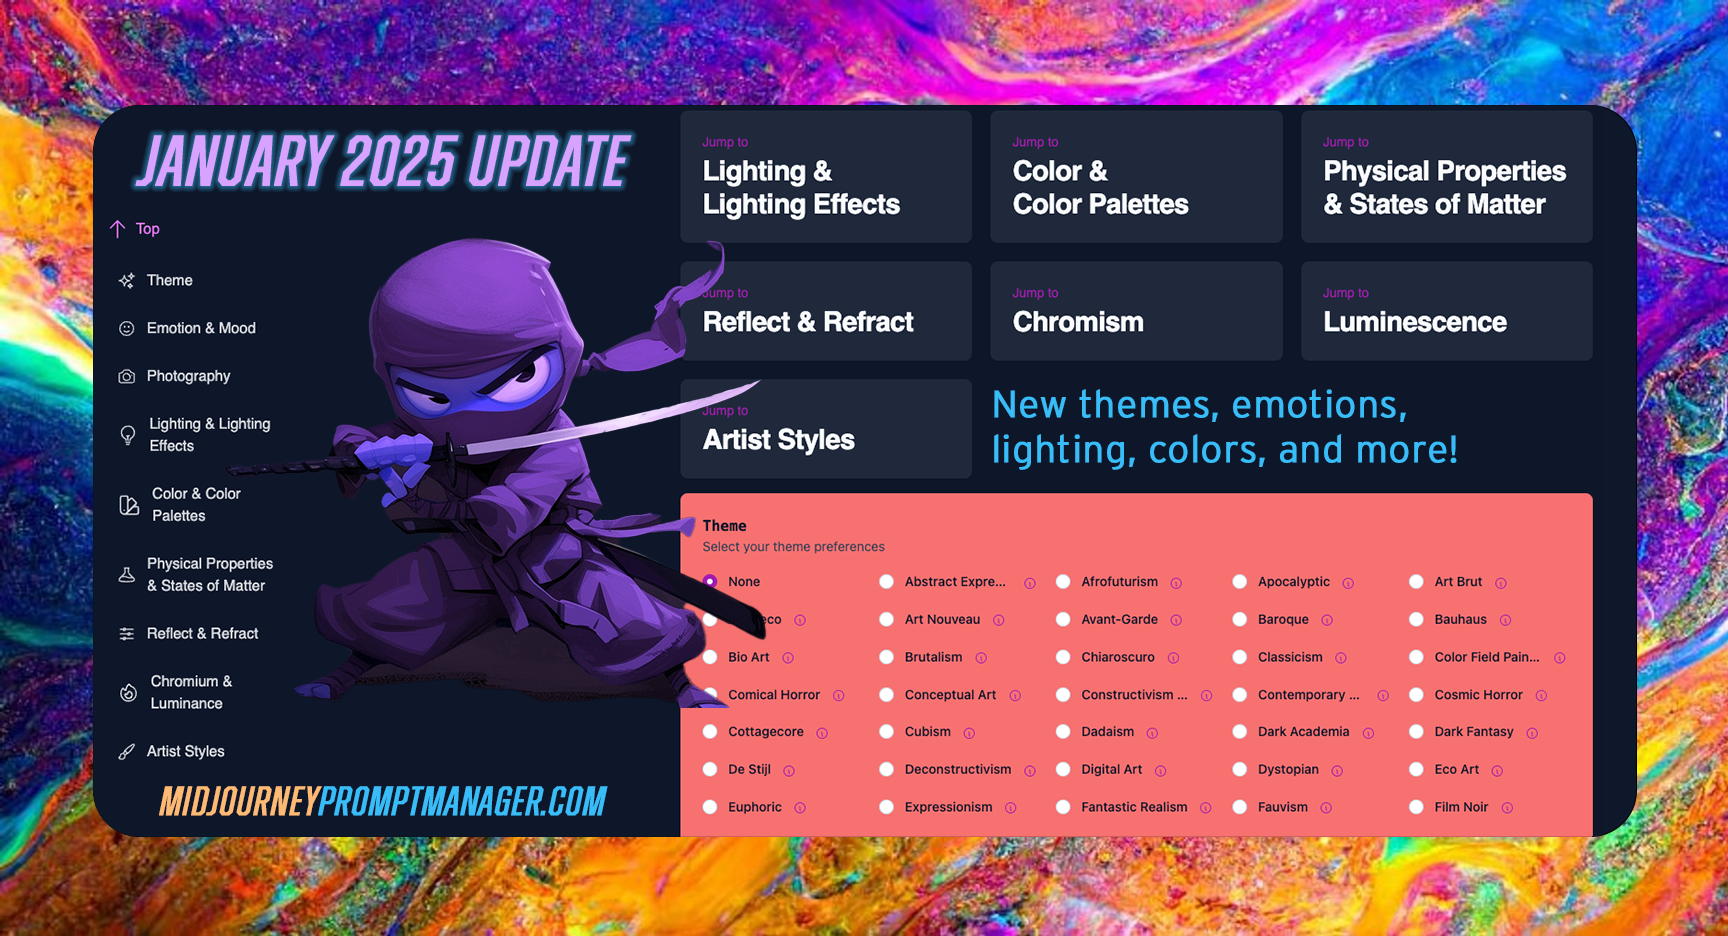 JANUARY 2025 UPDATE
Top
Theme
Emotion & Mood
Photography
Lighting & Lighting
Effects
Color & Color
Palettes
Physical Properties
& States of Matter
Reflect & Refract
Chromium &
Luminance
Artist Styles
MIDJOURNEYPROMPTMANAGER.COM
Jump to
Lighting &
Lighting Effects
Jump to
Color &
Color Palettes
Jump to
Physical Properties
& States of Matter
Jump to
Reflect & Refract
Jump to
Chromism
Jump to
Luminescence
Jump to
Artist Styles
New themes, emotions,
lighting, colors, and more!
Theme
Select your theme preferences
None Abstract Expre... Afrofuturism Apocalyptic Art Brut
eco Art Nouveau Avant-Garde Baroque Bauhaus
Bio Art Brutalism Chiaroscuro Classicism Color Field Pain...
Comical Horror Conceptual Art Constructivism ... Contemporary ... Cosmic Horror
Cottagecore Cubism Dadaism Dark Academia Dark Fantasy
De Stijl Deconstructivism Digital Art Dystopian Eco Art
Euphoric Expressionism Fantastic Realism Fauvism Film Noir